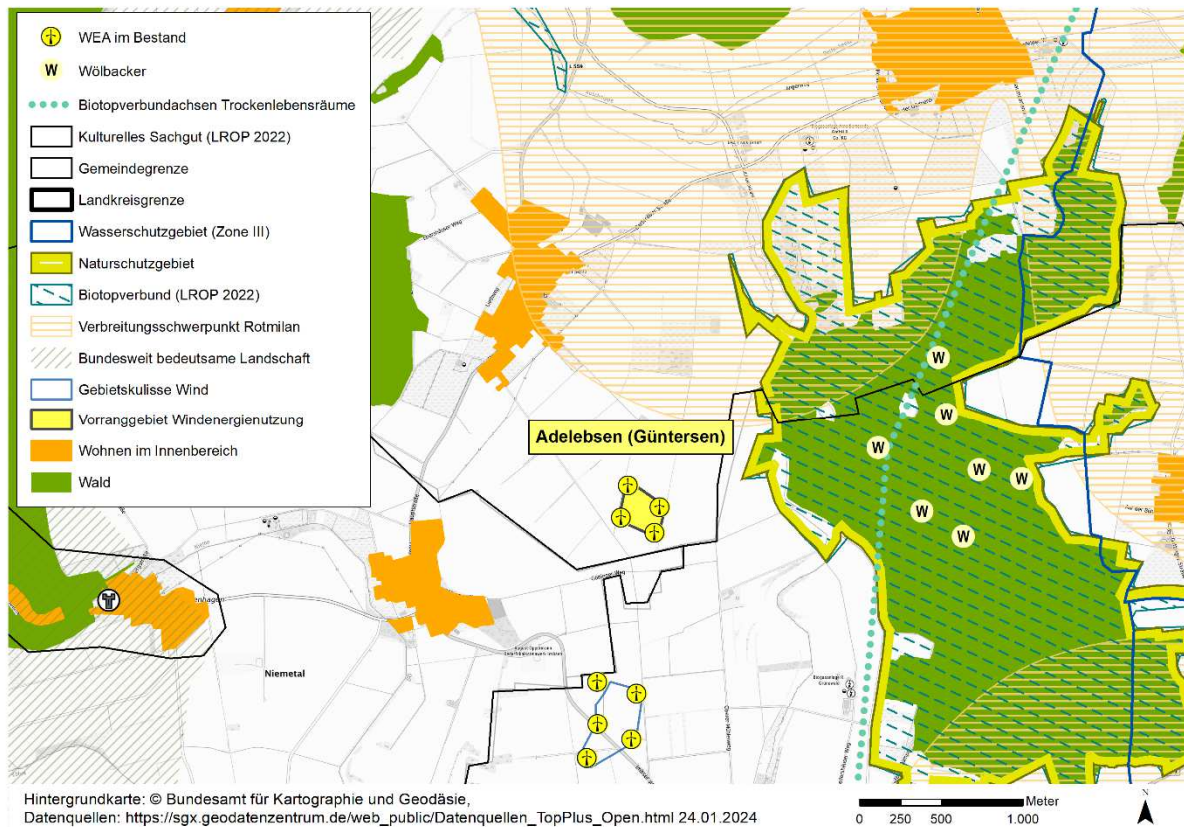 WEA im Bestand
W
Wölbacker
Biotopverbundachsen Trockenlebensräume
Kulturelles Sachgut (LROP 2022)
Gemeindegrenze
Landkreisgrenze
Wasserschutzgebiet (Zone III)
Naturschutzgebiet
Biotopverbund (LROP 2022)
Verbreitungsschwerpunkt Rotmilan
Bundesweit bedeutsame Landschaft
Gebietskulisse Wind
Vorranggebiet Windenergienutzung
Wohnen im Innenbereich
Wald
Adelebsen (Güntersen)
W
W
W
W
W
W
W
Niemetal
Hintergrundkarte: © Bundesamt für Kartographie und Geodäsie,
Datenquellen: https://sgx.geodatenzentrum.de/web_public/Datenquellen_TopPlus_Open.html 24.01.2024
Meter
0 250 500 1.000
N